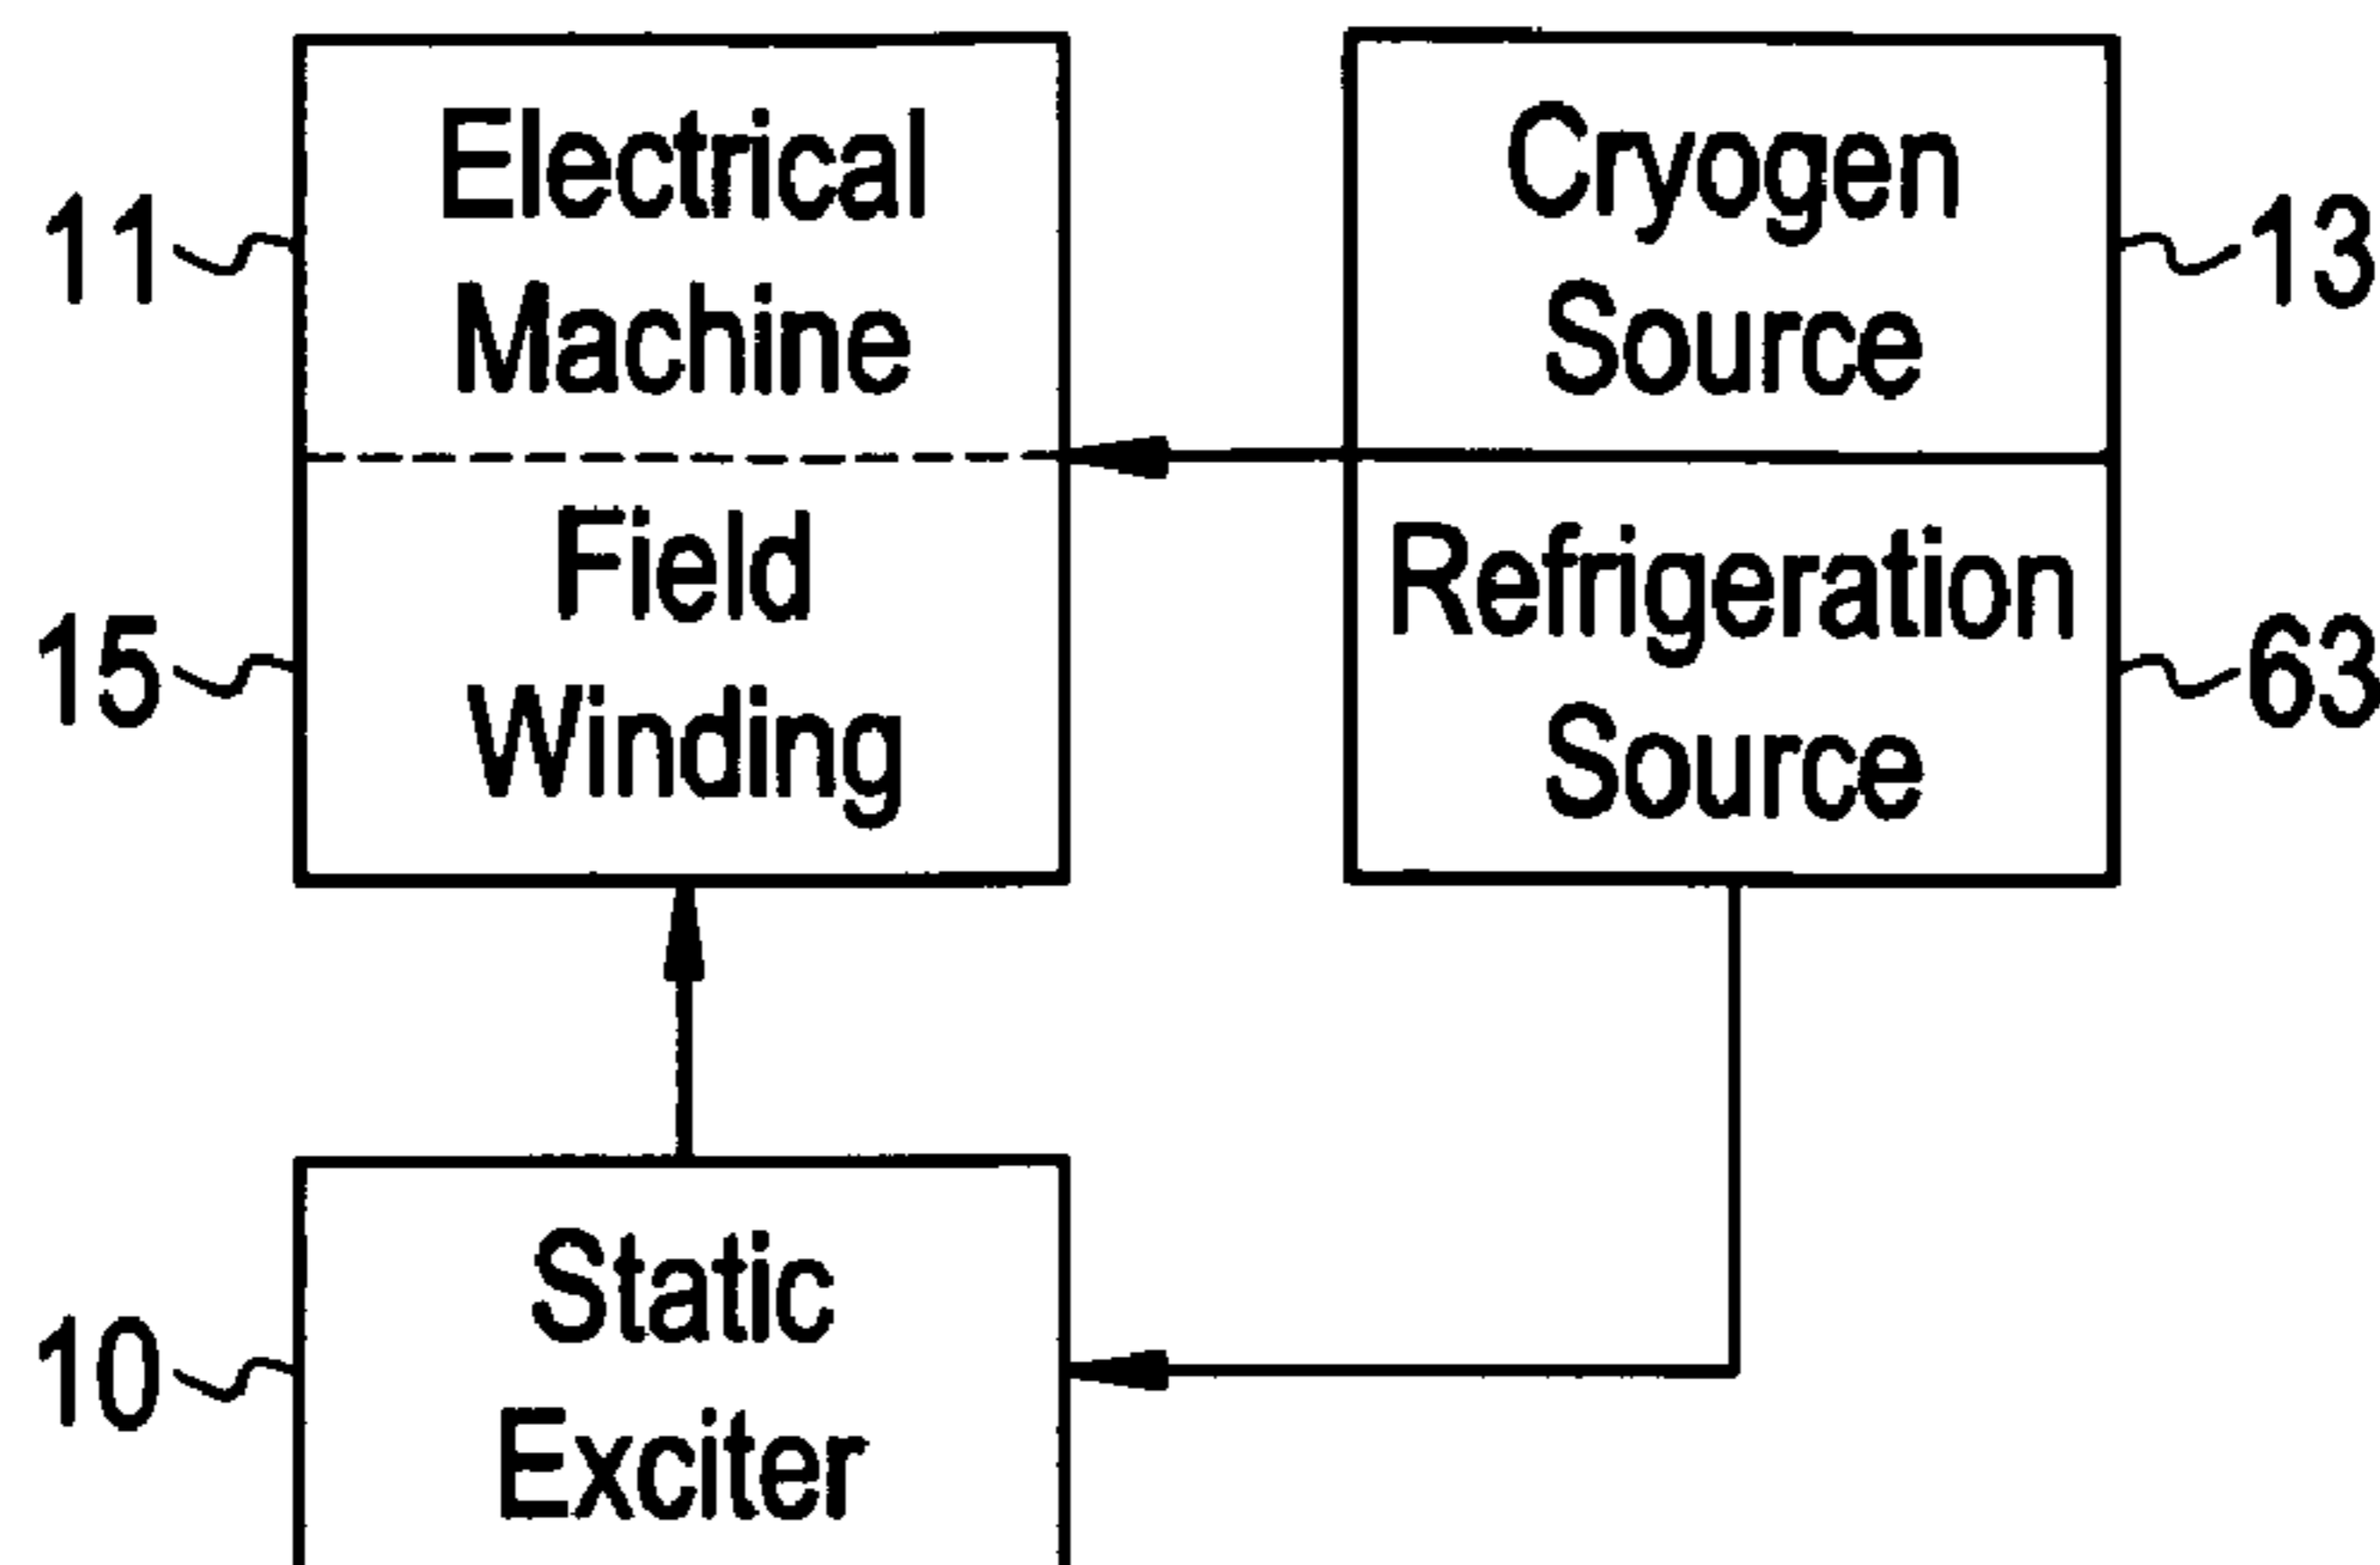 11
Electrical
Machine
15
Field
Winding
Cryogen
Source
13
Refrigeration
Source
63
10
Static
Exciter